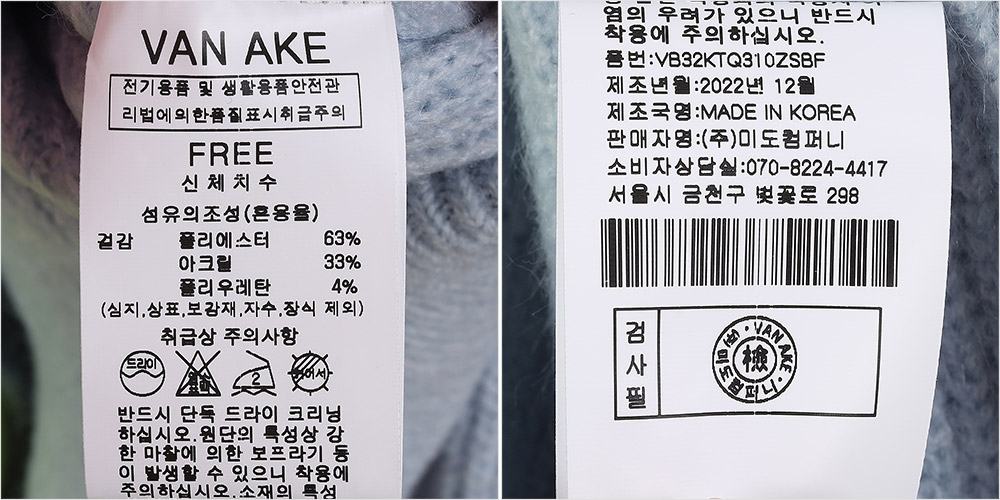 VAN AKE
전기용품 및 생활용품안전관
리법에의한품질표시취급주의
FREE
신체치수
섬유의조성(혼용율)
겉감 폴리에스터 63%
아크릴 33%
폴리우레탄 4%
(심지,상표,보강재,자수,장식 제외)
취급상 주의사항
드라이
2
반드시 단독 드라이 크리닝
하십시오.원단의 특성상 강
한 마찰에 의한 보프라기 등
이 발생할 수 있으니 착용에
주의하십시오.소재의 특성
염의 우려가 있으니 반드시
착용에 주의하십시오.
품번:VB32KTQ310ZSBF
제조년월:2022년 12월
제조국명:MADE IN KOREA
판매자명:(주)미도컴퍼니
소비자상담실:070-8224-4417
서울시 금천구 벚꽃로 298
검사필
(주)미도컴퍼니
VAN AKE
檢